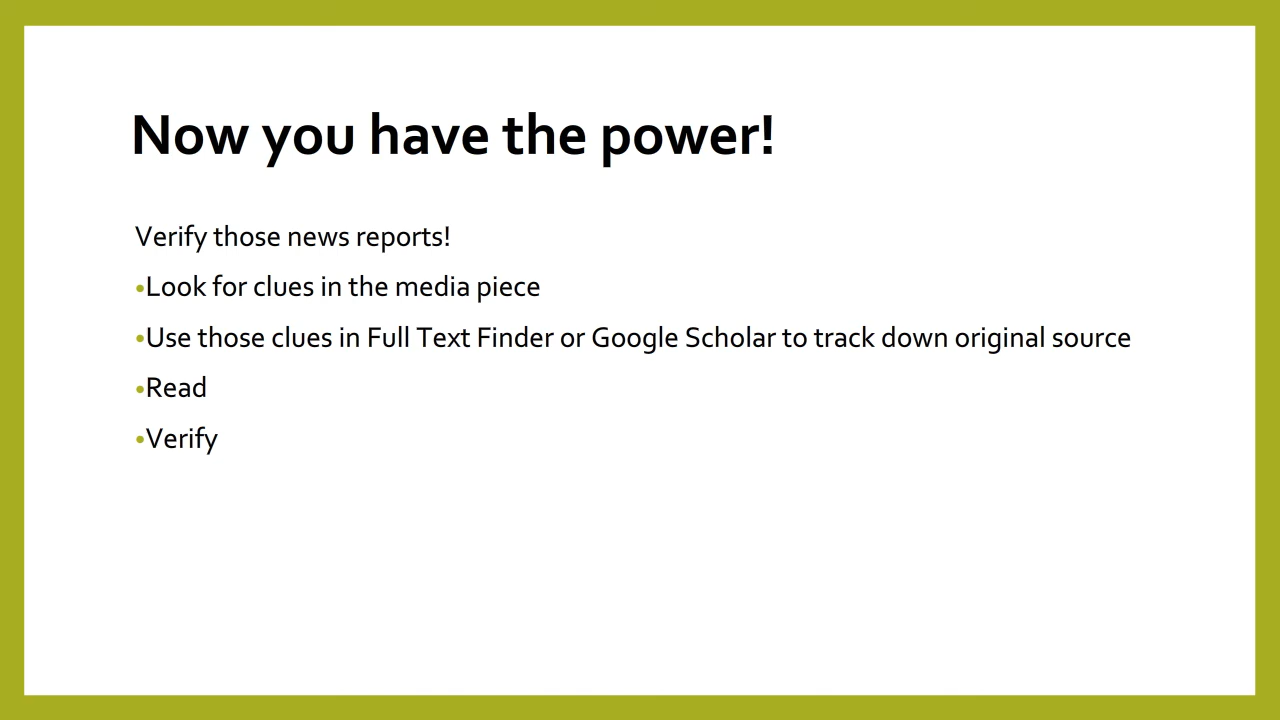 Now you have the power!
Verify those news reports!
•Look for clues in the media piece
•Use those clues in Full Text Finder or Google Scholar to track down original source
•Read
•Verify